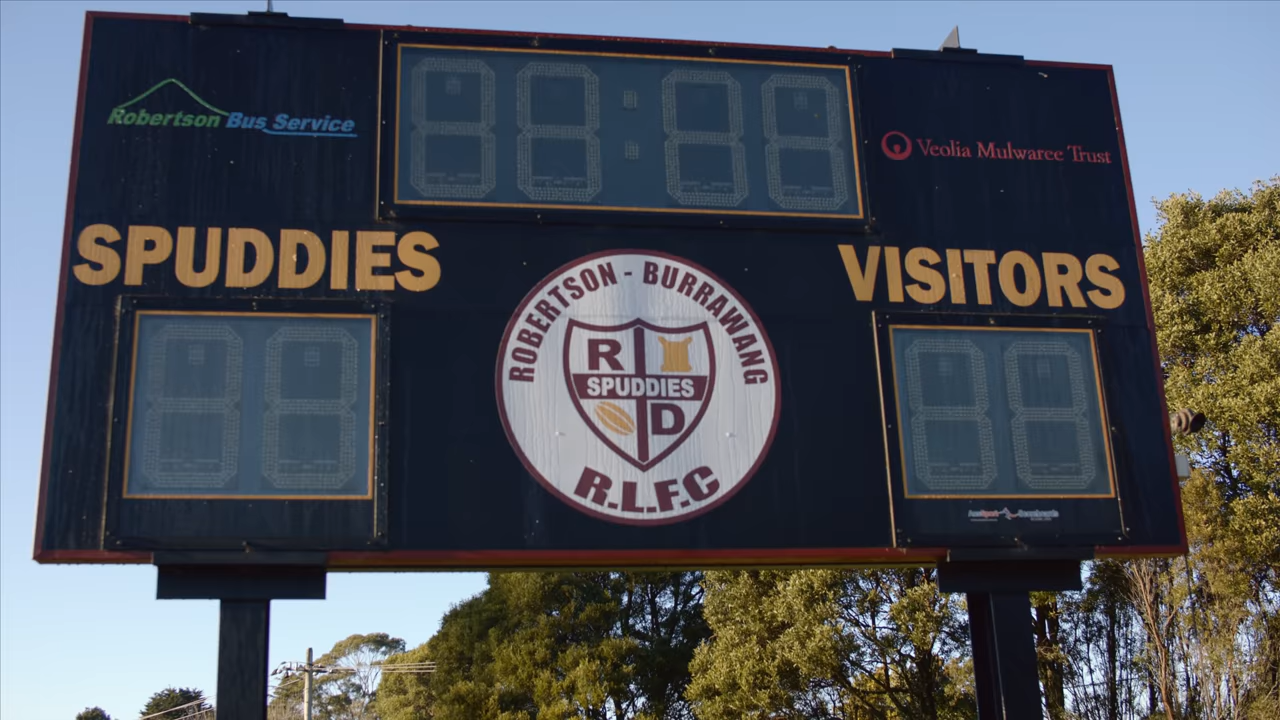 Robertson Bus Service
Veolia Mulwaree Trust
SPUDDIES
VISITORS
ROBERTSON - BURRAWANG
R
SPUDDIES
D
R.L.F.C